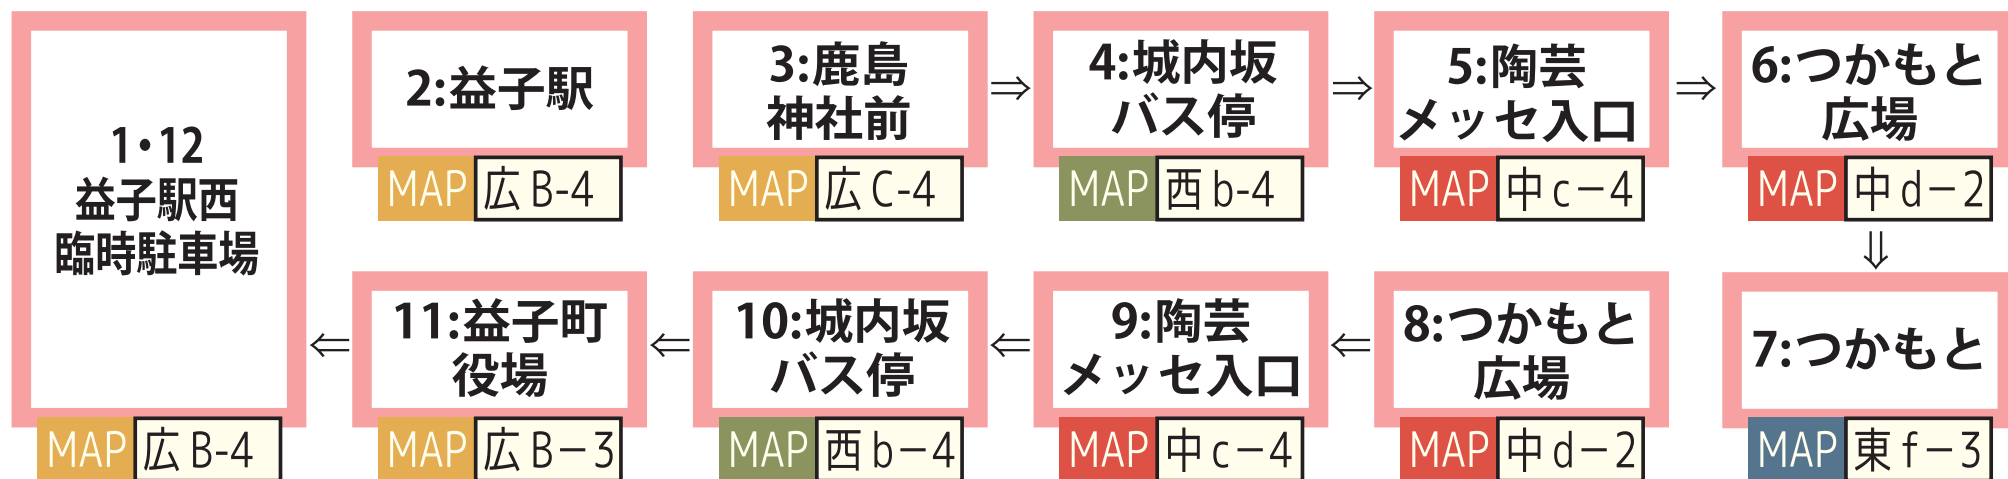 1・12
益子駅西
臨時駐車場
MAP 広 B-4
2:益子駅
MAP 広 B-4
3:鹿島
神社前
MAP 広 C-4
⇒
4:城内坂
バス停
MAP 西 b-4
⇒
5:陶芸
メッセ入口
MAP 中 c－4
⇒
6:つかもと
広場
MAP 中 d－2
⇓
7:つかもと
MAP 東 f－3
8:つかもと
広場
MAP 中 d－2
⇐
9:陶芸
メッセ入口
MAP 中 c－4
⇐
10:城内坂
バス停
MAP 西 b－4
⇐
11:益子町
役場
MAP 広 B－3
⇐